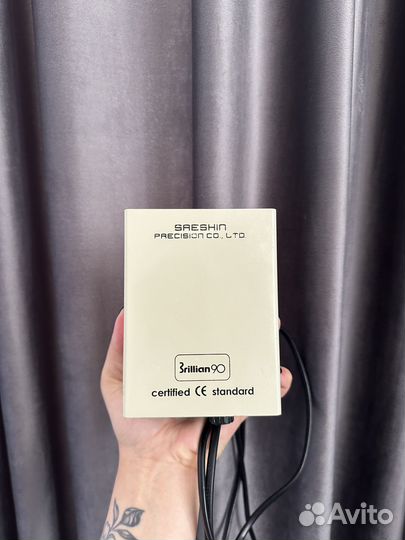 SAESHIN
PRECISION CO., LTD.
Brillian90
certified CE standard
Avito